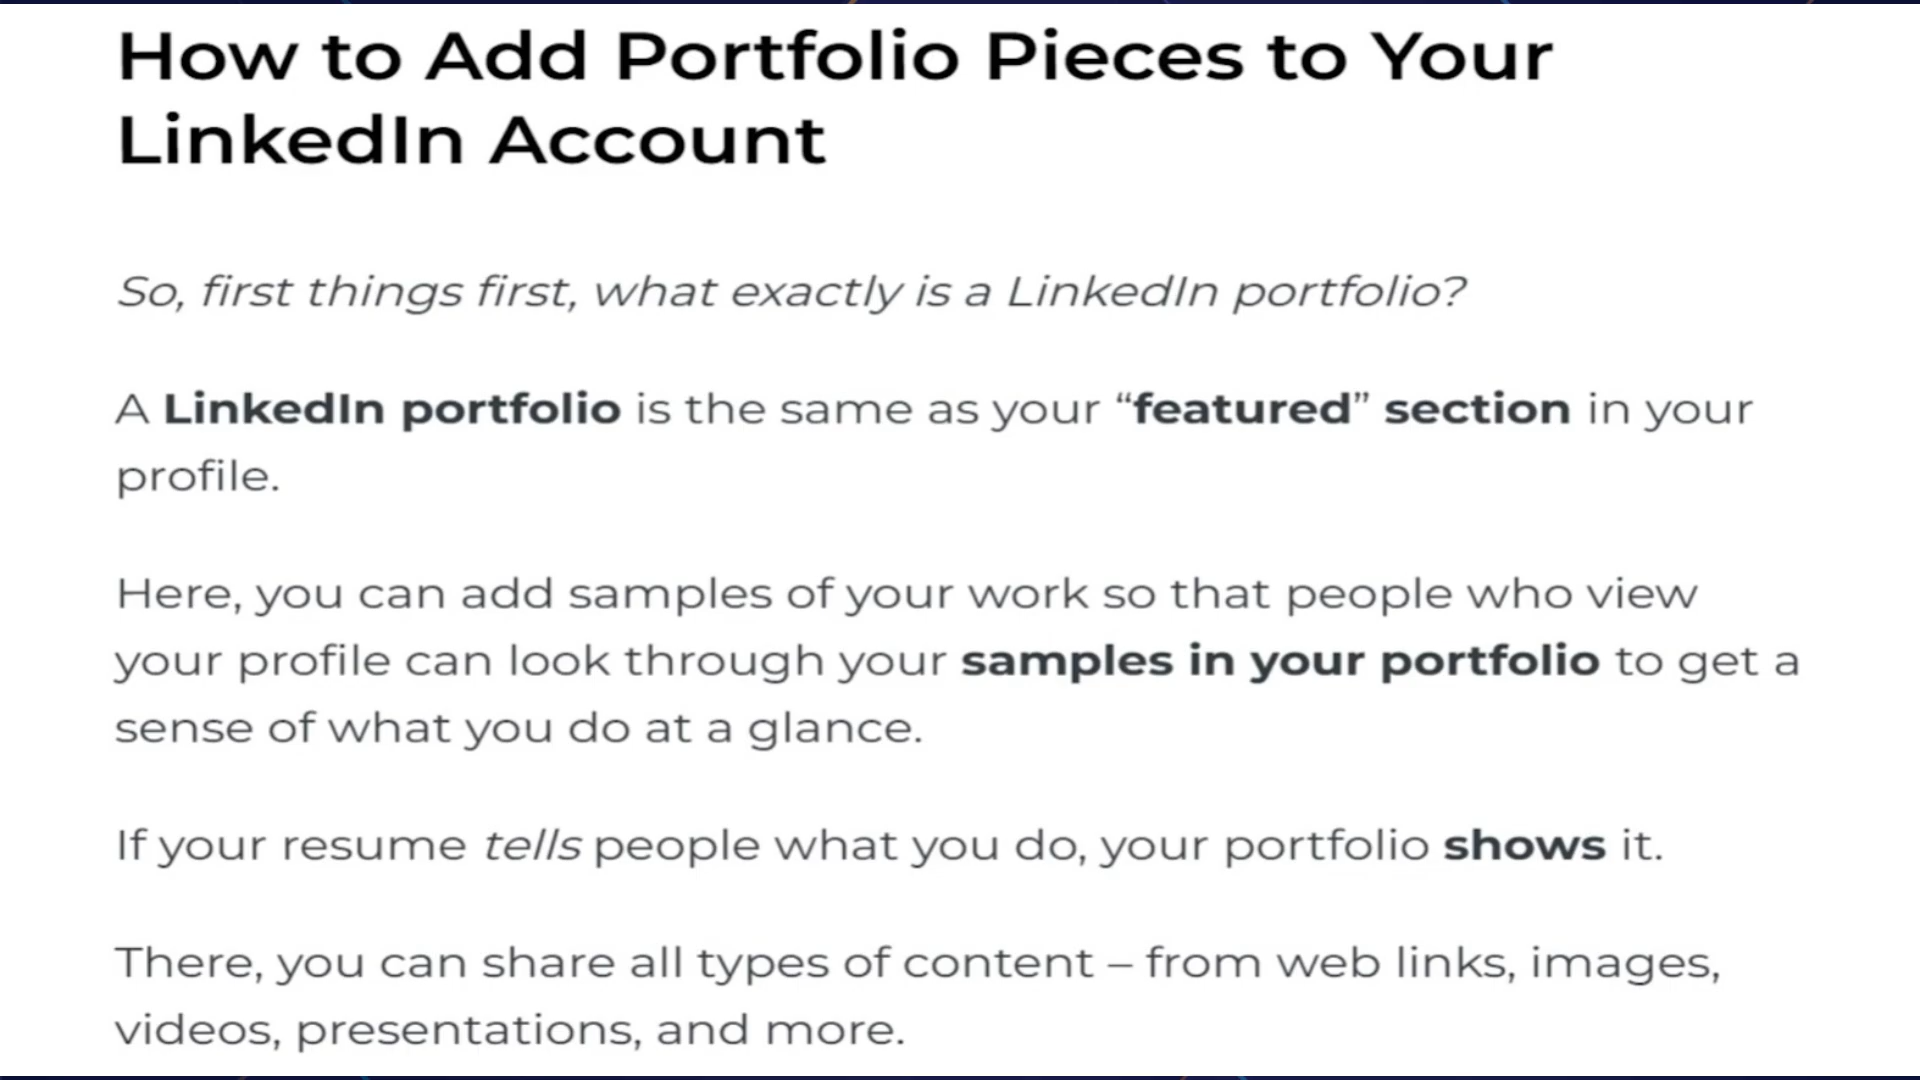 How to Add Portfolio Pieces to Your
LinkedIn Account
So, first things first, what exactly is a LinkedIn portfolio?
A LinkedIn portfolio is the same as your “featured” section in your
profile.
Here, you can add samples of your work so that people who view
your profile can look through your samples in your portfolio to get a
sense of what you do at a glance.
If your resume tells people what you do, your portfolio shows it.
There, you can share all types of content – from web links, images,
videos, presentations, and more.